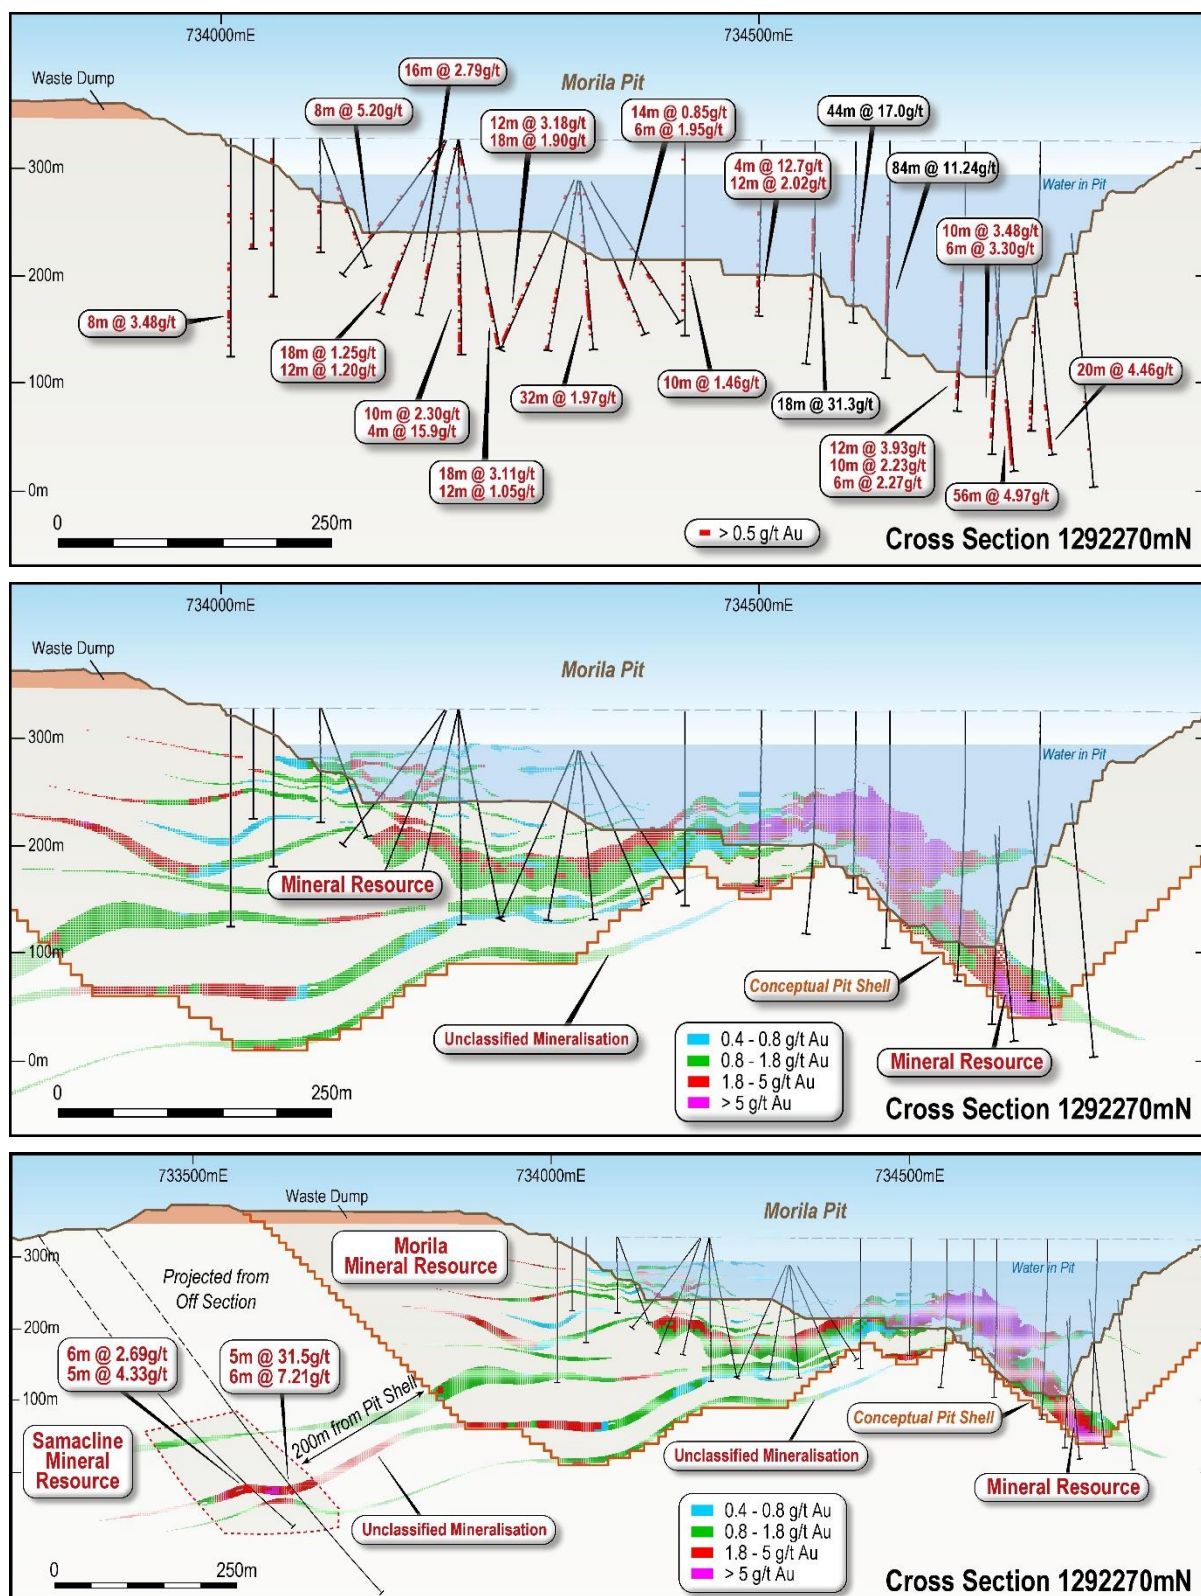 734000mE
734500mE
Waste Dump
Morila Pit
16m @ 2.79g/t
8m @ 5.20g/t
12m @ 3.18g/t
18m @ 1.90g/t
14m @ 0.85g/t
6m @ 1.95g/t
44m @ 17.0g/t
4m @ 12.7g/t
12m @ 2.02g/t
84m @ 11.24g/t
300m
Water in Pit
10m @ 3.48g/t
6m @ 3.30g/t
200m
8m @ 3.48g/t
18m @ 1.25g/t
12m @ 1.20g/t
10m @ 2.30g/t
4m @ 15.9g/t
32m @ 1.97g/t
10m @ 1.46g/t
18m @ 31.3g/t
20m @ 4.46g/t
100m
18m @ 3.11g/t
12m @ 1.05g/t
12m @ 3.93g/t
10m @ 2.23g/t
6m @ 2.27g/t
56m @ 4.97g/t
0m
0
250m
> 0.5 g/t Au
Cross Section 1292270mN
734000mE
734500mE
Waste Dump
Morila Pit
300m
Water in Pit
200m
Mineral Resource
100m
Conceptual Pit Shell
Unclassified Mineralisation
0.4 - 0.8 g/t Au
0.8 - 1.8 g/t Au
1.8 - 5 g/t Au
> 5 g/t Au
Mineral Resource
0m
0
250m
Cross Section 1292270mN
733500mE
734000mE
734500mE
Waste Dump
Morila Pit
300m
Morila
Mineral Resource
Projected from
Off Section
Water in Pit
200m
6m @ 2.69g/t
5m @ 4.33g/t
5m @ 31.5g/t
6m @ 7.21g/t
200m from Pit Shell
100m
Conceptual Pit Shell
Samacline
Mineral
Resource
Unclassified Mineralisation
Mineral Resource
Unclassified Mineralisation
0.4 - 0.8 g/t Au
0.8 - 1.8 g/t Au
1.8 - 5 g/t Au
> 5 g/t Au
0
250m
Cross Section 1292270mN